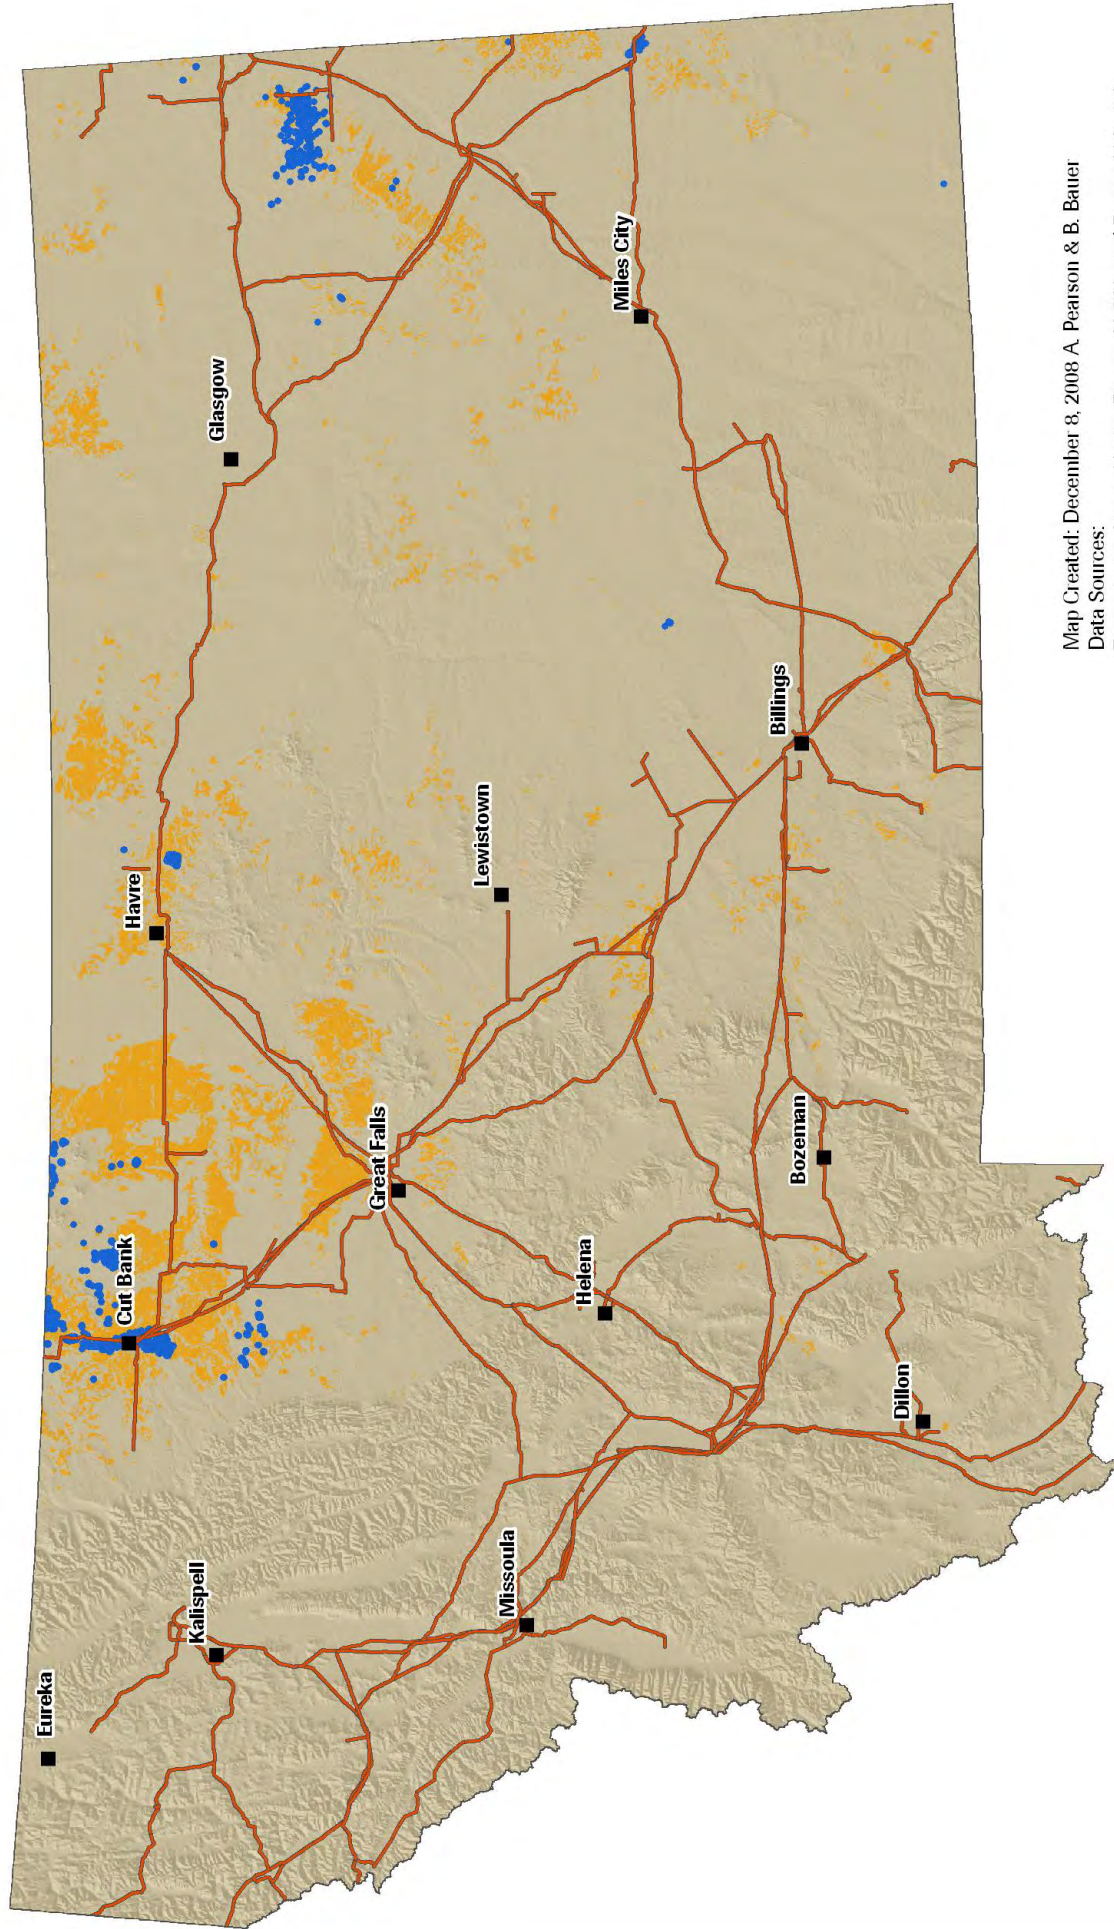 Eureka
Kalispell
Missoula
Cut Bank
Great Falls
Helena
Dillon
Bozeman
Havre
Lewistown
Billings
Glasgow
Miles City
Map Created: December 8, 2008 A. Pearson & B. Bauer
Data Sources: